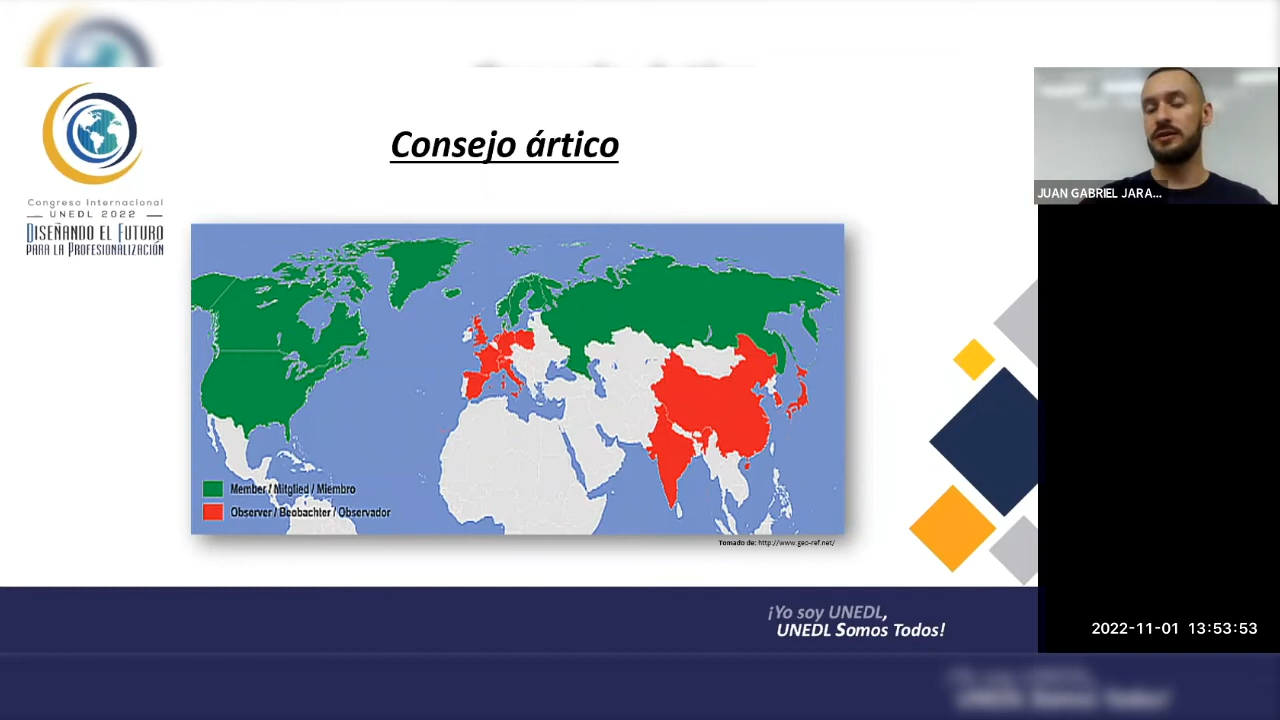 Consejo ártico
Congreso Internacional
UNEDL 2022
DISEÑANDO EL FUTURO
PARA LA PROFESIONALIZACIÓN
JUAN GABRIEL JARA...
Member / Mitglied / Miembro
Observer / Beobachter / Observador
Tomado de: http://www.geo-ref.net/
¡Yo soy UNEDL,
UNEDL Somos Todos!
2022-11-01 13:53:53